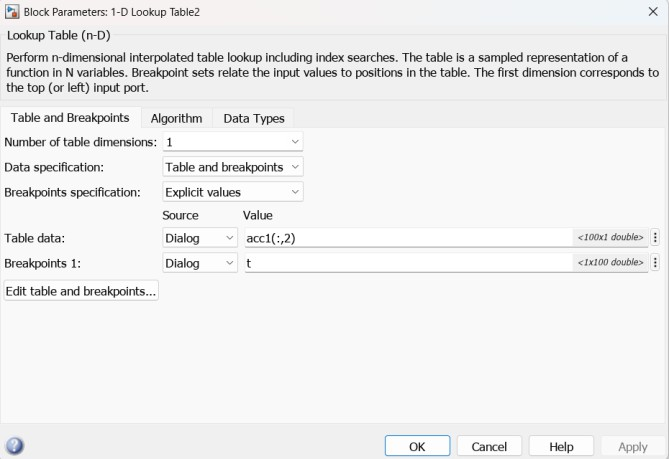 Block Parameters: 1-D Lookup Table2
Lookup Table (n-D)
Perform n-dimensional interpolated table lookup including index searches. The table is a sampled representation of a
function in N variables. Breakpoint sets relate the input values to positions in the table. The first dimension corresponds to
the top (or left) input port.
Table and Breakpoints Algorithm Data Types
Number of table dimensions: 1
Data specification: Table and breakpoints
Breakpoints specification: Explicit values
Source Value
Table data: Dialog acc1(:,2) <100x1 double>
Breakpoints 1: Dialog t <1x100 double>
Edit table and breakpoints...
OK Cancel Help Apply